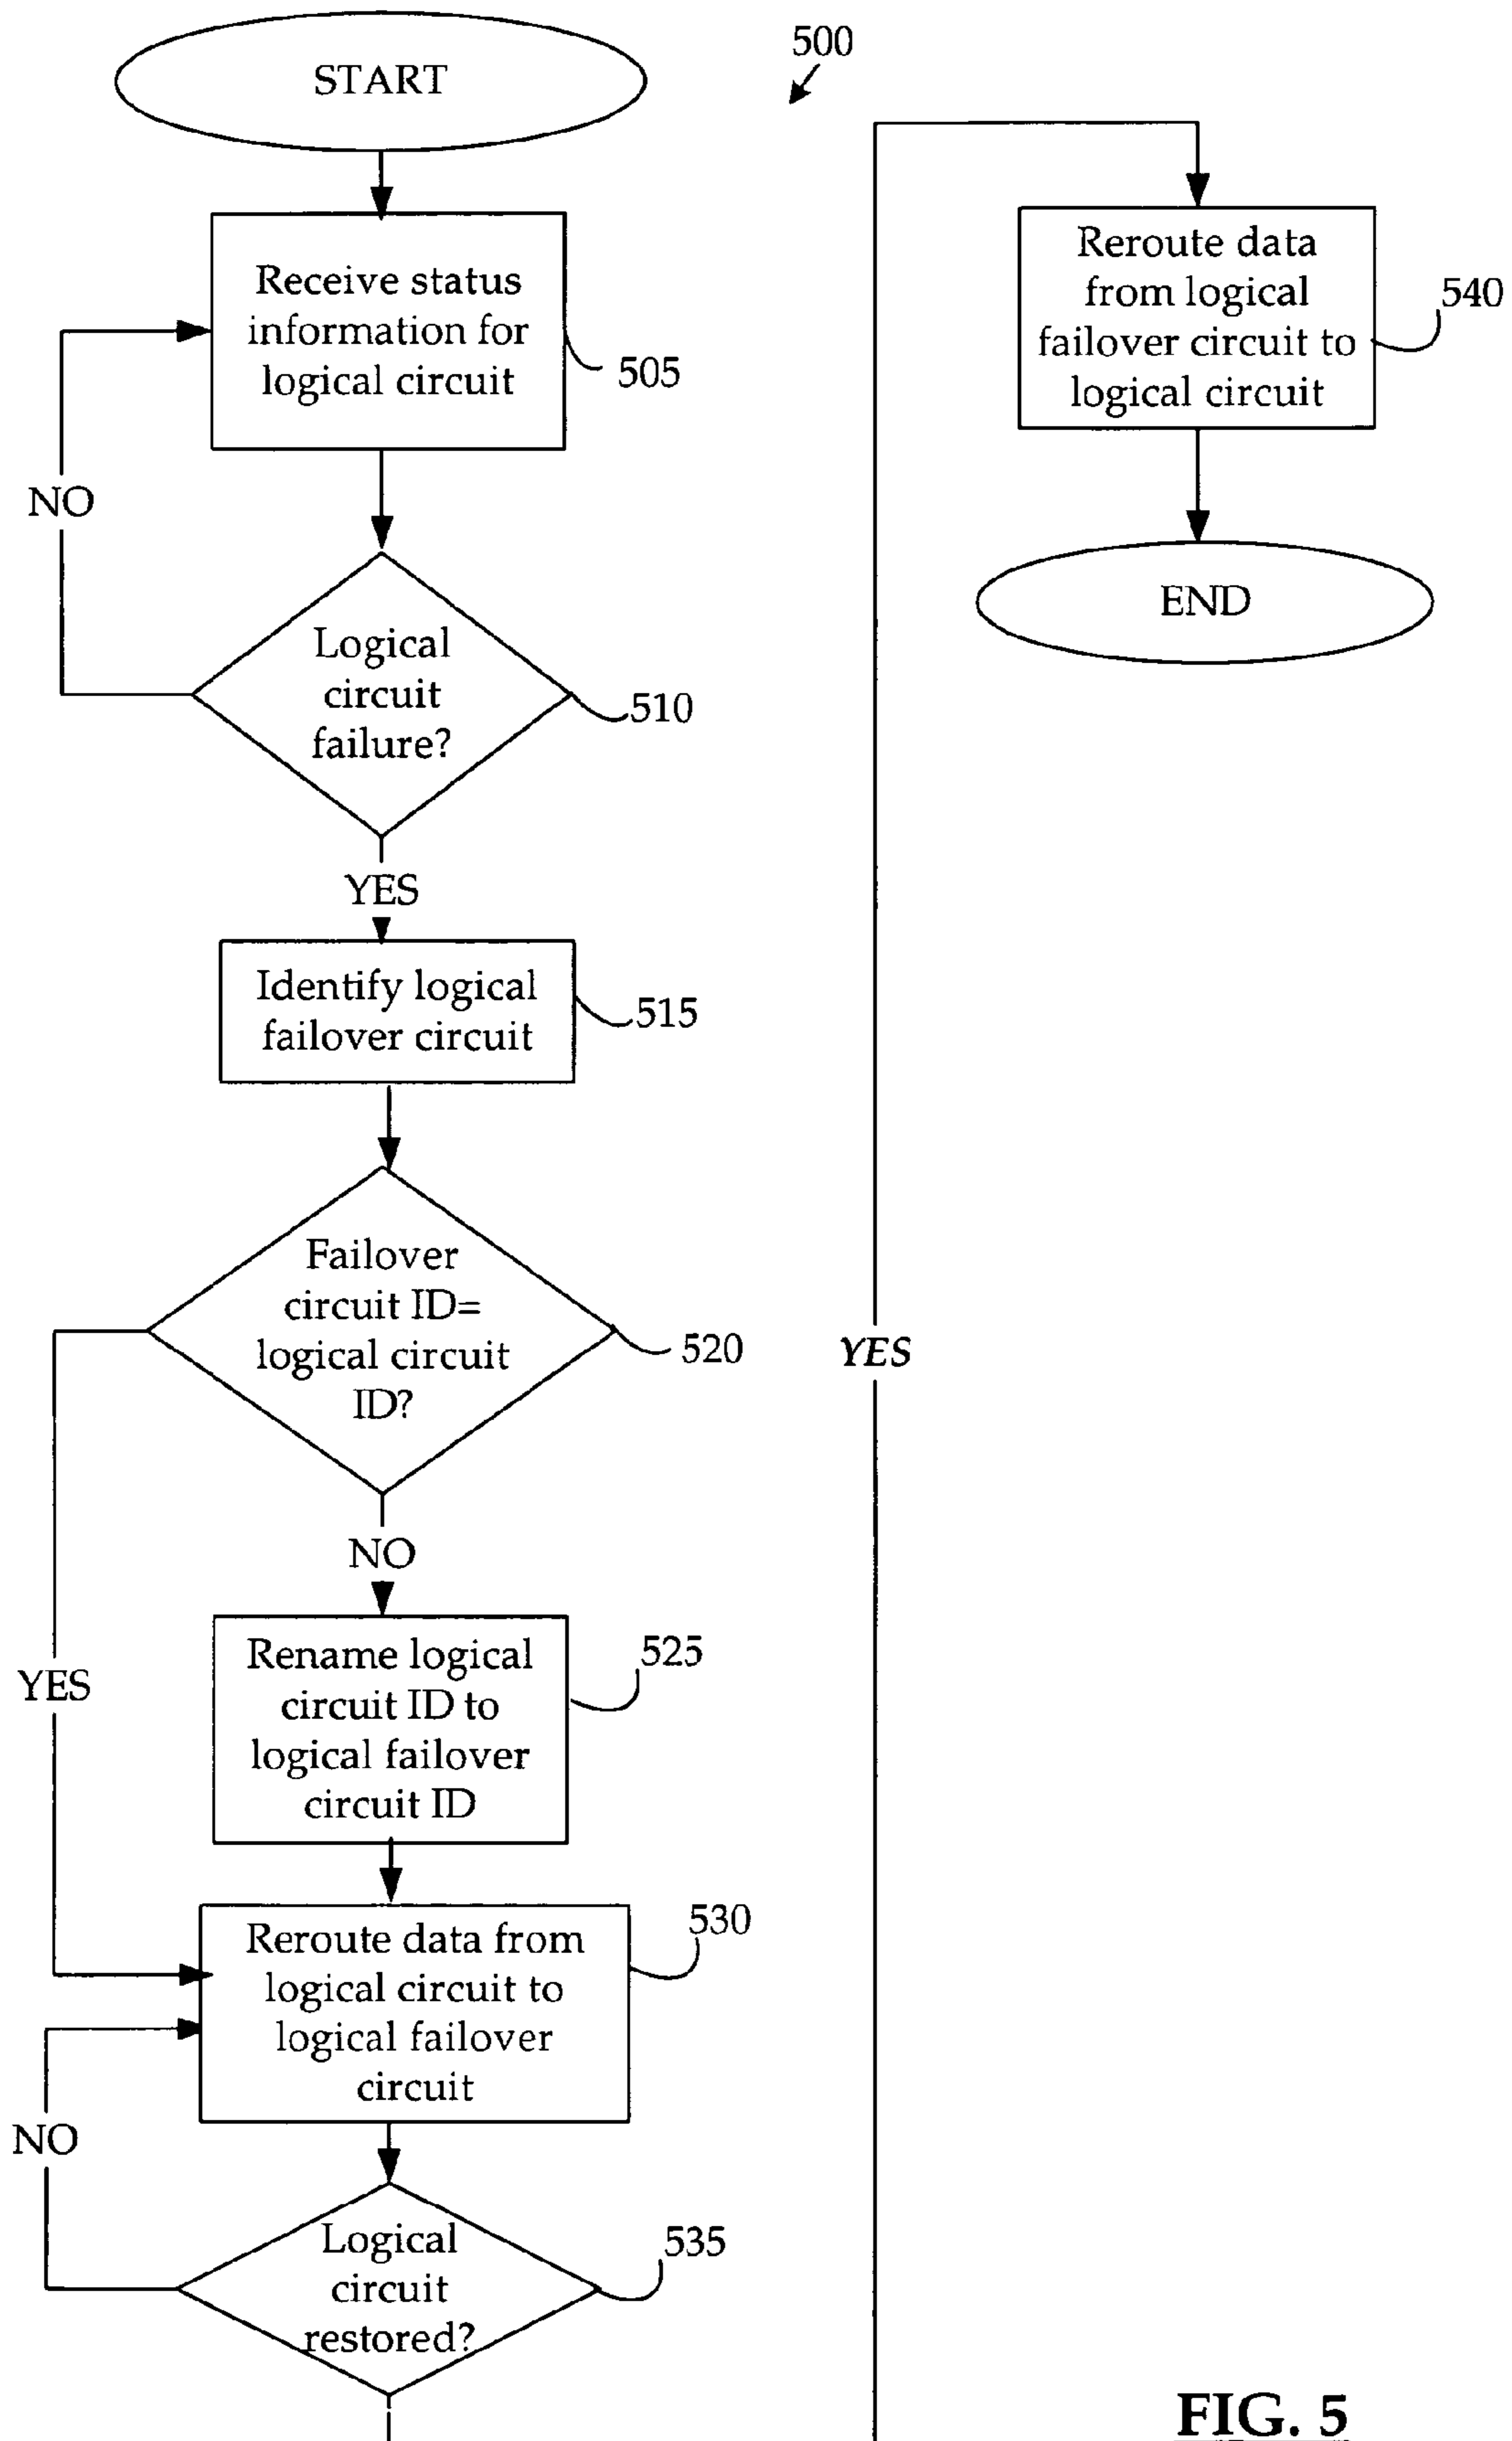 START
500
Receive status
information for
logical circuit
505
NO
Logical
circuit
failure?
510
YES
Identify logical
failover circuit
515
Failover
circuit ID=
logical circuit
ID?
520
NO
YES
Rename logical
circuit ID to
logical failover
circuit ID
525
Reroute data from
logical circuit to
logical failover
circuit
530
NO
Logical
circuit
restored?
535
YES
Reroute data
from logical
failover circuit to
logical circuit
540
END
FIG. 5